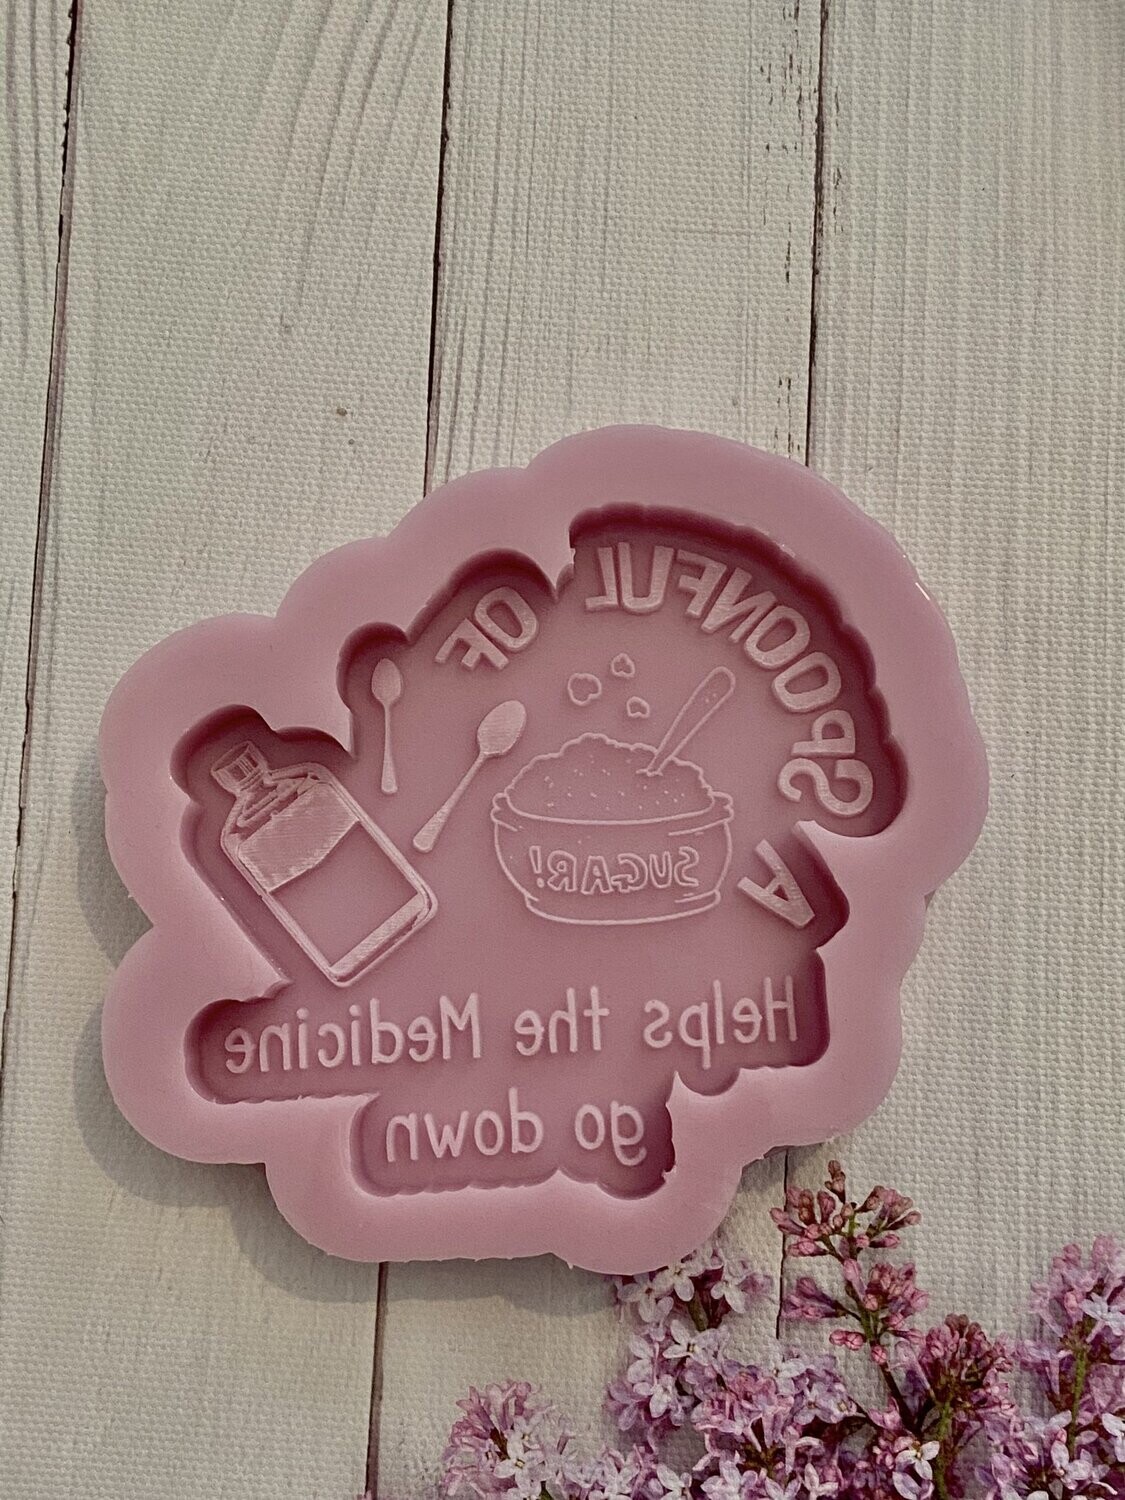 A SPOONFUL OF
SUGAR!
Helps the Medicine
go down